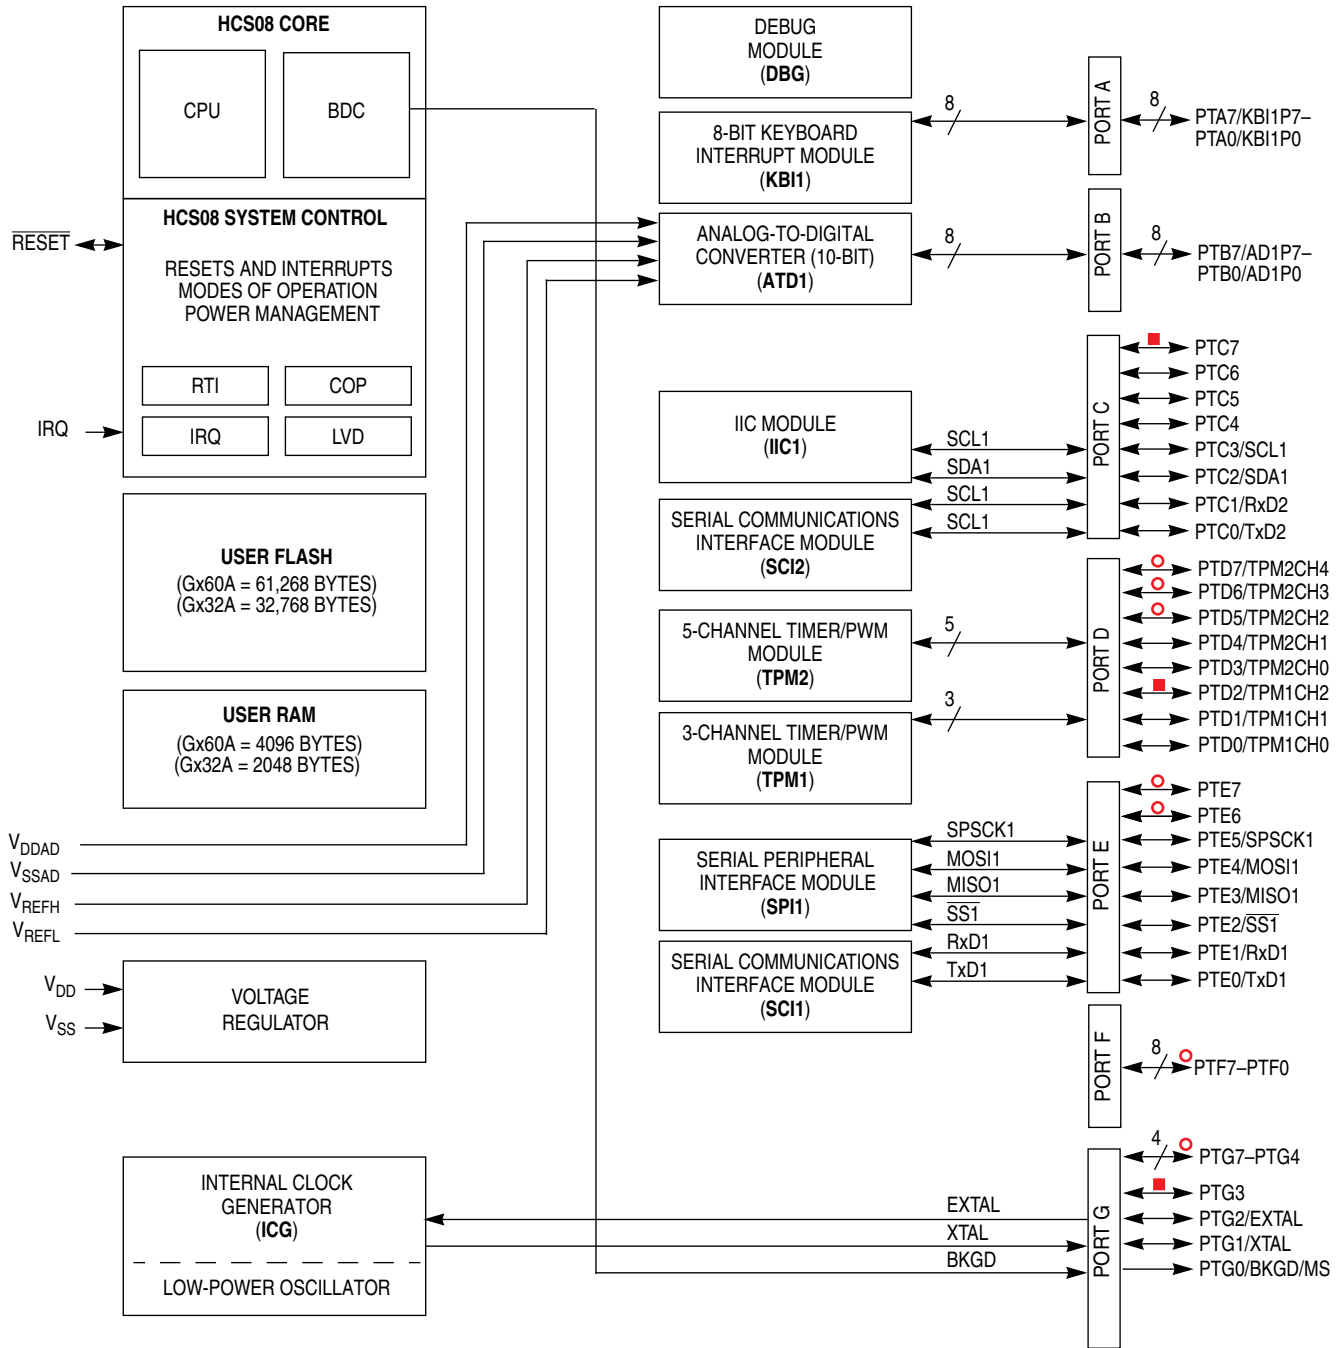 HCS08 CORE
CPU
BDC
HCS08 SYSTEM CONTROL
RESET
RESETS AND INTERRUPTS
MODES OF OPERATION
POWER MANAGEMENT
RTI
COP
IRQ
IRQ
LVD
USER FLASH
(Gx60A = 61,268 BYTES)
(Gx32A = 32,768 BYTES)
USER RAM
(Gx60A = 4096 BYTES)
(Gx32A = 2048 BYTES)
VDDAD
VSSAD
VREFH
VREFL
VDD
VSS
VOLTAGE
REGULATOR
INTERNAL CLOCK
GENERATOR
(ICG)
LOW-POWER OSCILLATOR
DEBUG
MODULE
(DBG)
8-BIT KEYBOARD
INTERRUPT MODULE
(KBI1)
8
PORT A
8
PTA7/KBI1P7–
PTA0/KBI1P0
ANALOG-TO-DIGITAL
CONVERTER (10-BIT)
(ATD1)
8
PORT B
8
PTB7/AD1P7–
PTB0/AD1P0
IIC MODULE
(IIC1)
SCL1
SDA1
SERIAL COMMUNICATIONS
INTERFACE MODULE
(SCI2)
SCL1
SCL1
PORT C
PTC7
PTC6
PTC5
PTC4
PTC3/SCL1
PTC2/SDA1
PTC1/RxD2
PTC0/TxD2
5-CHANNEL TIMER/PWM
MODULE
(TPM2)
5
3-CHANNEL TIMER/PWM
MODULE
(TPM1)
3
PORT D
PTD7/TPM2CH4
PTD6/TPM2CH3
PTD5/TPM2CH2
PTD4/TPM2CH1
PTD3/TPM2CH0
PTD2/TPM1CH2
PTD1/TPM1CH1
PTD0/TPM1CH0
SERIAL PERIPHERAL
INTERFACE MODULE
(SPI1)
SPSCK1
MOSI1
MISO1
SS1
SERIAL COMMUNICATIONS
INTERFACE MODULE
(SCI1)
RxD1
TxD1
PORT E
PTE7
PTE6
PTE5/SPSCK1
PTE4/MOSI1
PTE3/MISO1
PTE2/SS1
PTE1/RxD1
PTE0/TxD1
PORT F
8
PTF7–PTF0
EXTAL
XTAL
BKGD
PORT G
4
PTG7–PTG4
PTG3
PTG2/EXTAL
PTG1/XTAL
PTG0/BKGD/MS